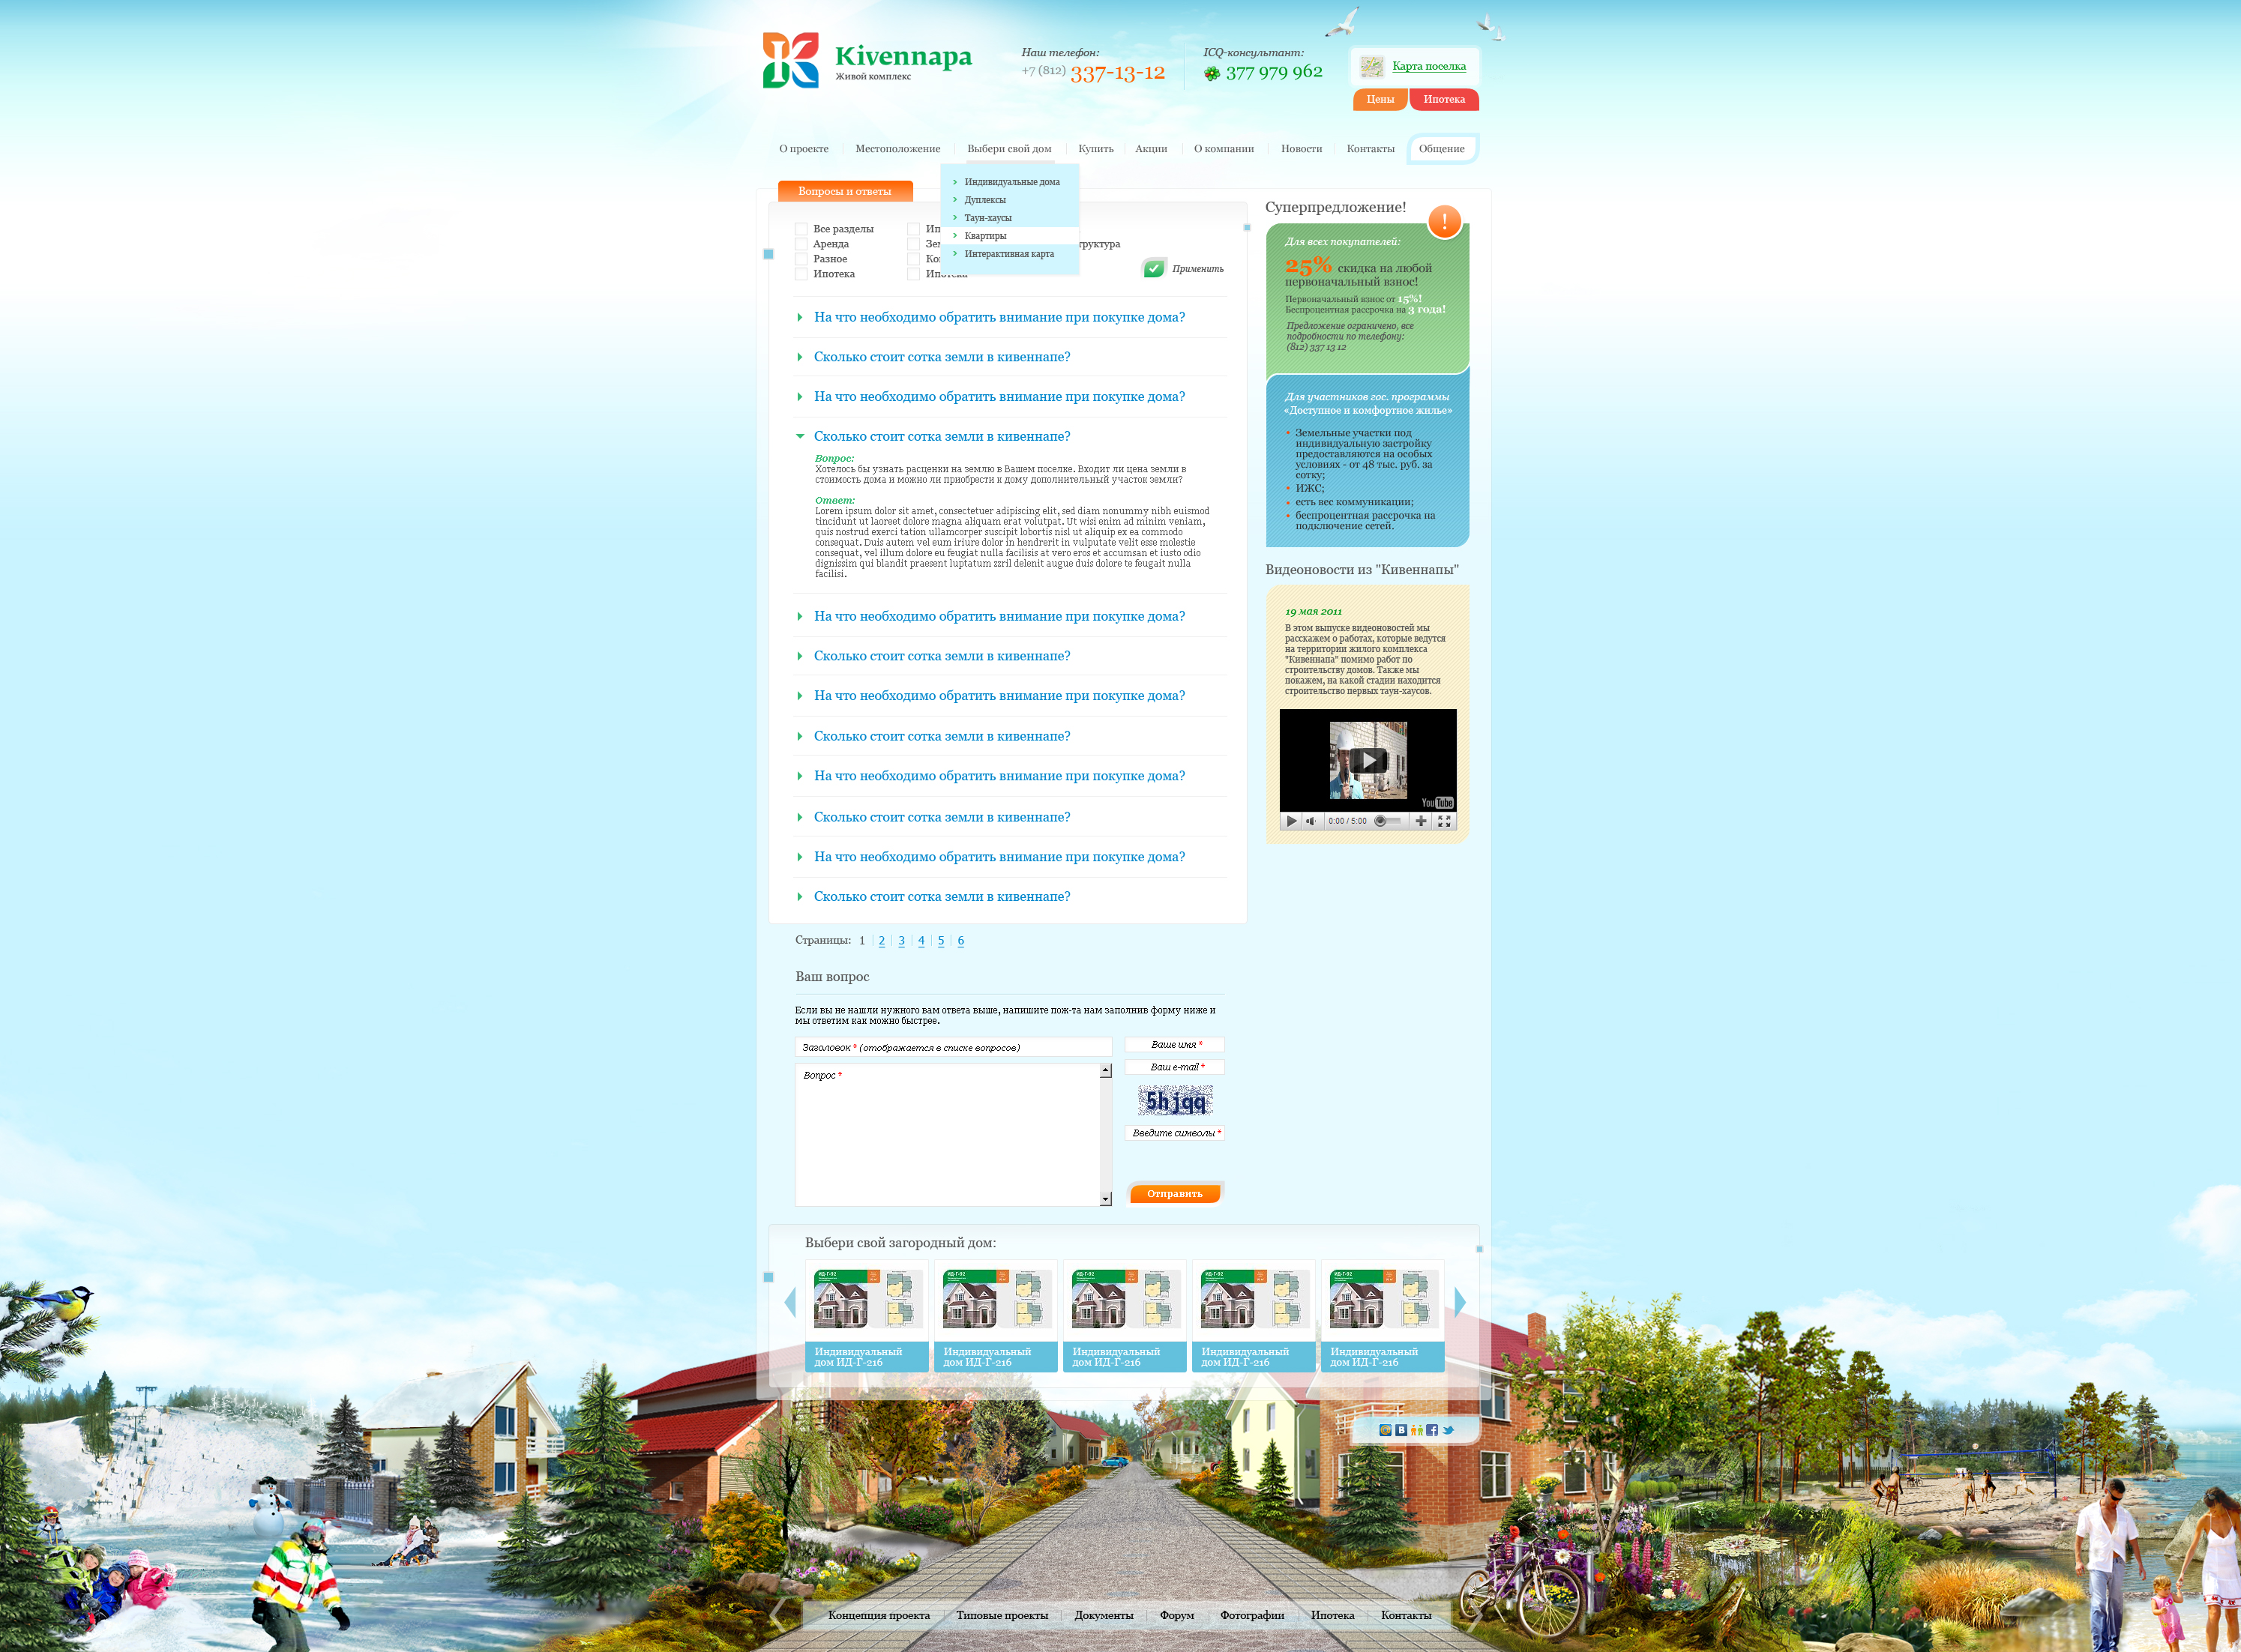 Kivennapa
Живой комплекс
Наш телефон:
+7 (812) 337-13-12
ICQ-консультант:
377 979 962
Карта поселка
Цены
Ипотека
О проекте
Местоположение
Выбери свой дом
Купить
Акции
О компании
Новости
Контакты
Общение
Индивидуальные дома
Дуплексы
Таун-хаусы
Квартиры
Интерактивная карта
Вопросы и ответы
Все разделы
Аренда
Разное
Ипотека
Ипотека
Применить
На что необходимо обратить внимание при покупке дома?
Сколько стоит сотка земли в кивеннапе?
На что необходимо обратить внимание при покупке дома?
Сколько стоит сотка земли в кивеннапе?
Вопрос:
Хотелось бы узнать расценки на землю в Вашем поселке. Входит ли цена земли в
стоимость дома и можно ли приобрести к дому дополнительный участок земли?
Ответ:
Lorem ipsum dolor sit amet, consectetuer adipiscing elit, sed diam nonummy nibh euismod
tincidunt ut laoreet dolore magna aliquam erat volutpat. Ut wisi enim ad minim veniam,
quis nostrud exerci tation ullamcorper suscipit lobortis nisl ut aliquip ex ea commodo
consequat. Duis autem vel eum iriure dolor in hendrerit in vulputate velit esse molestie
consequat, vel illum dolore eu feugiat nulla facilisis at vero eros et accumsan et iusto odio
dignissim qui blandit praesent luptatum zzril delenit augue duis dolore te feugait nulla
facilisi.
На что необходимо обратить внимание при покупке дома?
Сколько стоит сотка земли в кивеннапе?
На что необходимо обратить внимание при покупке дома?
Сколько стоит сотка земли в кивеннапе?
На что необходимо обратить внимание при покупке дома?
Сколько стоит сотка земли в кивеннапе?
На что необходимо обратить внимание при покупке дома?
Сколько стоит сотка земли в кивеннапе?
Страницы: 1 2 3 4 5 6
Суперпредложение!
!
Для всех покупателей:
25% скидка на любой
первоначальный взнос!
Первоначальный взнос от 15%!
Беспроцентная рассрочка на 3 года!
Предложение ограничено, все
подробности по телефону:
(812) 337 13 12
Для участников гос. программы
«Доступное и комфортное жилье»
Земельные участки под
индивидуальную застройку
предоставляются на особых
условиях - от 48 тыс. руб. за
сотку;
ИЖС;
есть вес коммуникации;
беспроцентная рассрочка на
подключение сетей.
Видеоновости из "Кивеннапы"
19 мая 2011
В этом выпуске видеоновостей мы
расскажем о работах, которые ведутся
на территории жилого комплекса
"Кивеннапа" помимо работ по
строительству домов. Также мы
покажем, на какой стадии находится
строительство первых таун-хаусов.
YouTube
0:00 / 5:00
Ваш вопрос
Если вы не нашли нужного вам ответа выше, напишите пож-та нам заполнив форму ниже и
мы ответим как можно быстрее.
Заголовок * (отображается в списке вопросов)
Вопрос *
Ваше имя *
Ваш e-mail *
5hjqq
Введите символы *
Отправить
Выбери свой загородный дом:
ИД-Г-92
ИД-Г-92
ИД-Г-92
ИД-Г-92
ИД-Г-92
Индивидуальный
дом ИД-Г-216
Индивидуальный
дом ИД-Г-216
Индивидуальный
дом ИД-Г-216
Индивидуальный
дом ИД-Г-216
Индивидуальный
дом ИД-Г-216
Концепция проекта
Типовые проекты
Документы
Форум
Фотографии
Ипотека
Контакты